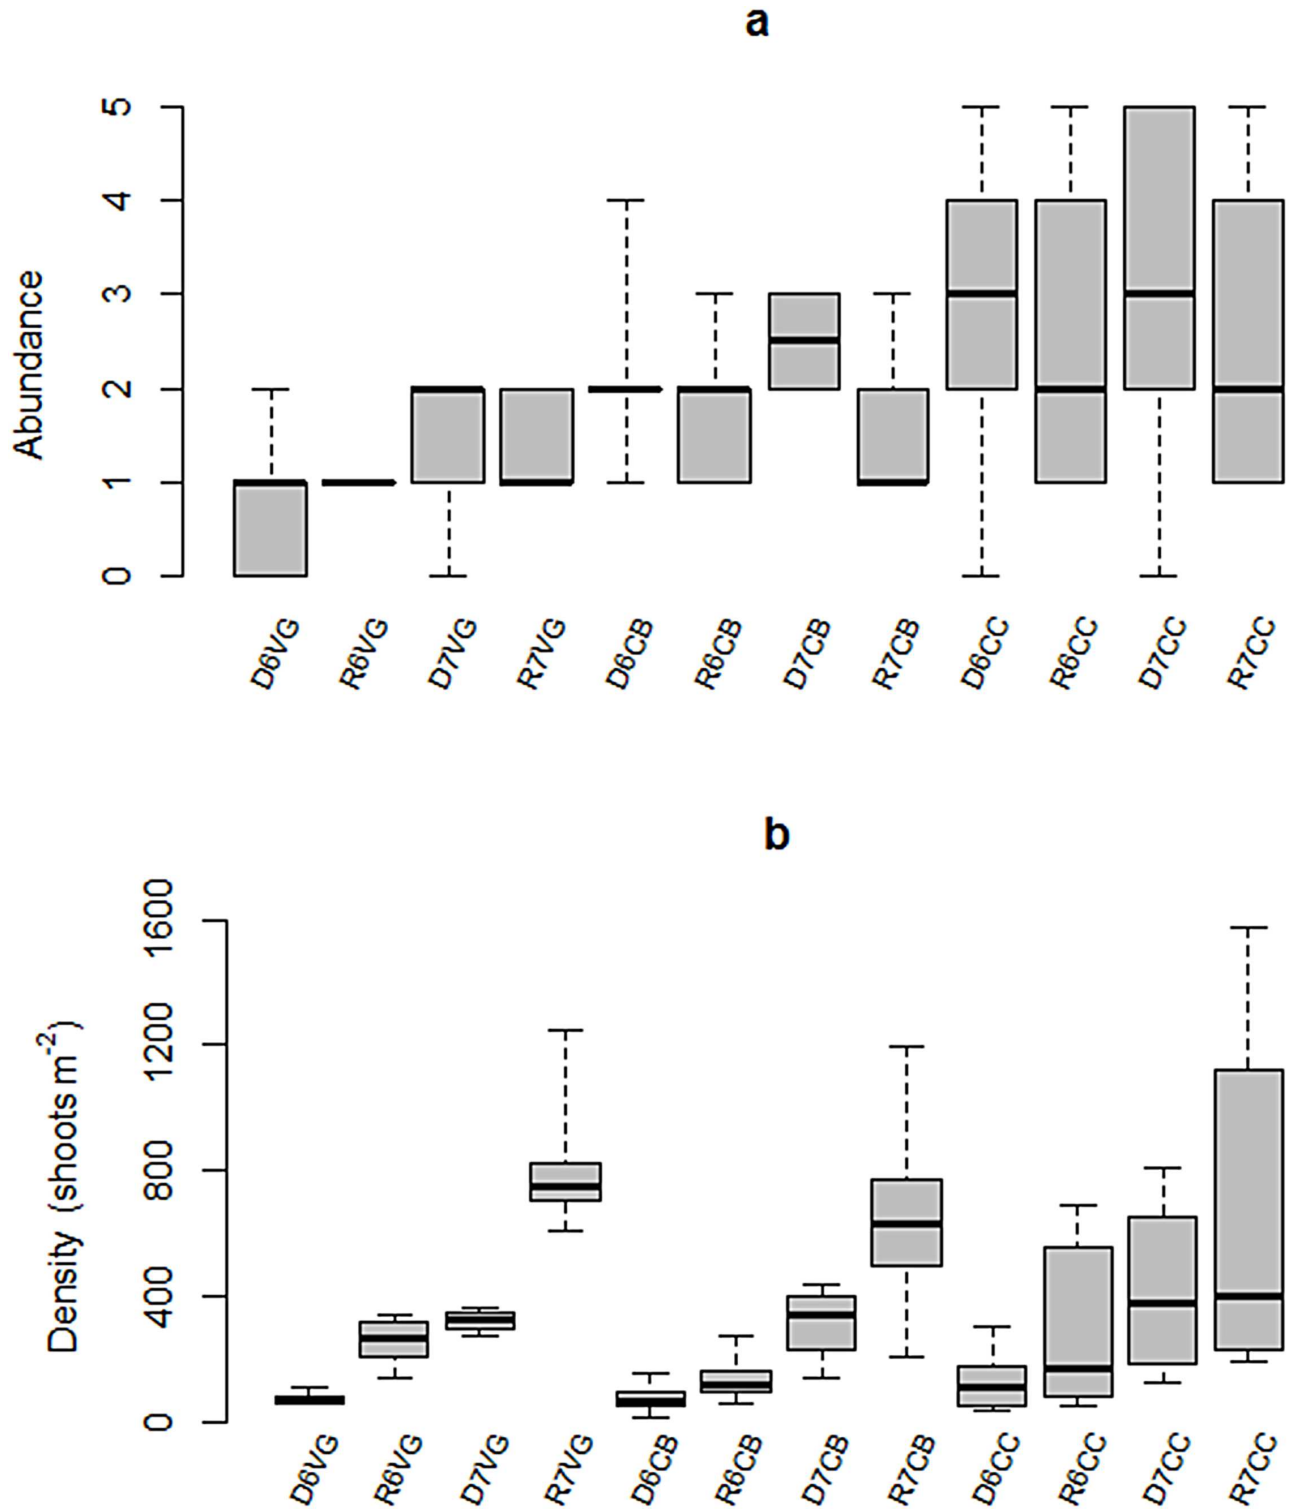 a
Abundance
5
4
3
2
1
0
D6VG R6VG D7VG R7VG D6CB R6CB D7CB R7CB D6CC R6CC D7CC R7CC
b
Density (shoots m⁻²)
1600
1200
800
400
0
D6VG R6VG D7VG R7VG D6CB R6CB D7CB R7CB D6CC R6CC D7CC R7CC